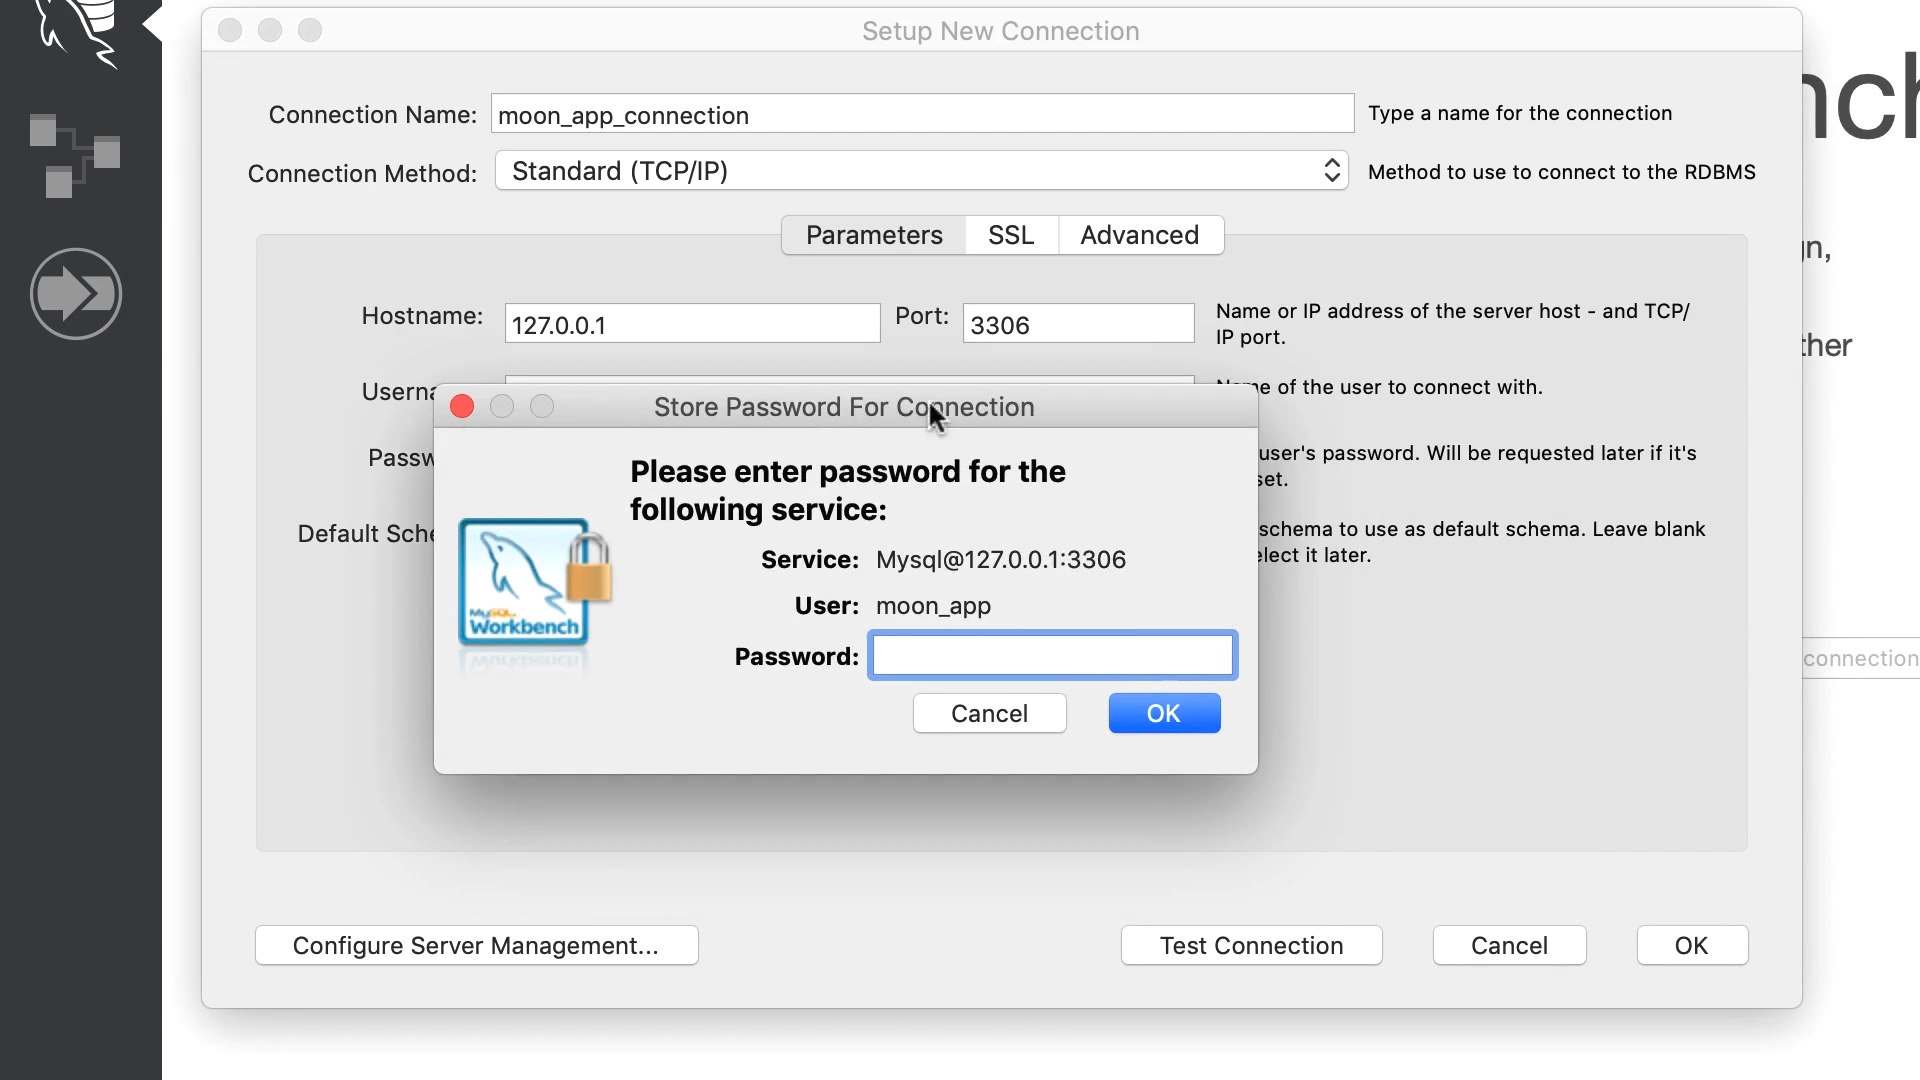 Setup New Connection
Connection Name: moon_app_connection Type a name for the connection
Connection Method: Standard (TCP/IP) Method to use to connect to the RDBMS
Parameters SSL Advanced
Hostname: 127.0.0.1 Port: 3306 Name or IP address of the server host - and TCP/
IP port.
of the user to connect with.
Store Password For Connection
user's password. Will be requested later if it's
set.
Default
schema to use as default schema. Leave blank
it later.
Please enter password for the
following service:
Service: Mysql@127.0.0.1:3306
User: moon_app
Password:
MySQL
Workbench
Cancel OK
connection
Configure Server Management... Test Connection Cancel OK